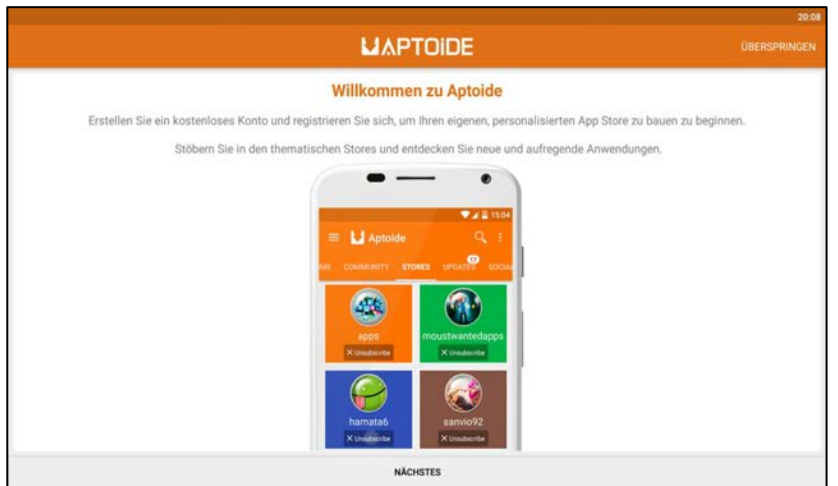 20:08
APTOIDE
ÜBERSPRINGEN
Willkommen zu Aptoide
Erstellen Sie ein kostenloses Konto und registrieren Sie sich, um Ihren eigenen, personalisierten App Store zu bauen zu beginnen.
Stöbern Sie in den thematischen Stores und entdecken Sie neue und aufregende Anwendungen.
15:04
Aptoide
COMMUNITY STORES UPDATES 17 SOCIAL
apps moustwantedapps
X Unsubscribe X Unsubscribe
hamata6 sanvio92
X Unsubscribe X Unsubscribe
NÄCHSTES